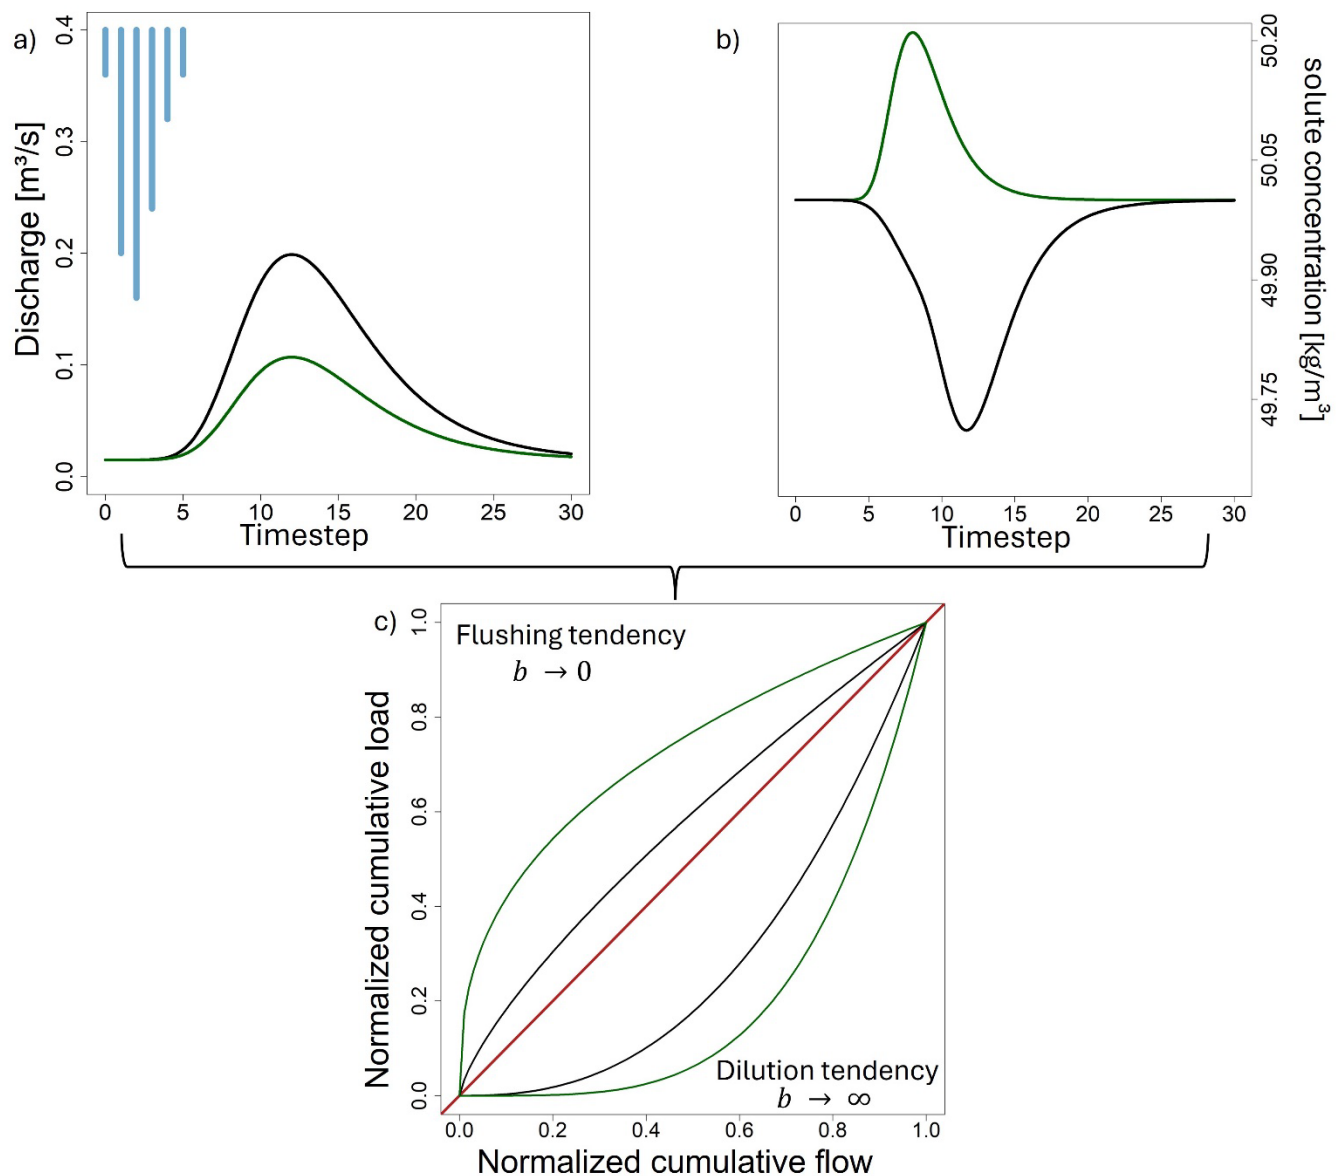 a)
Discharge [m³/s]
0.4
0.3
0.2
0.1
0.0
0 5 10 15 20 25 30
Timestep
b)
solute concentration [kg/m³]
50.20
50.05
49.90
49.75
0 5 10 15 20 25 30
Timestep
c)
Normalized cumulative load
1.0
0.8
0.6
0.4
0.2
0.0
Flushing tendency
b → 0
Dilution tendency
b → ∞
0.0 0.2 0.4 0.6 0.8 1.0
Normalized cumulative flow